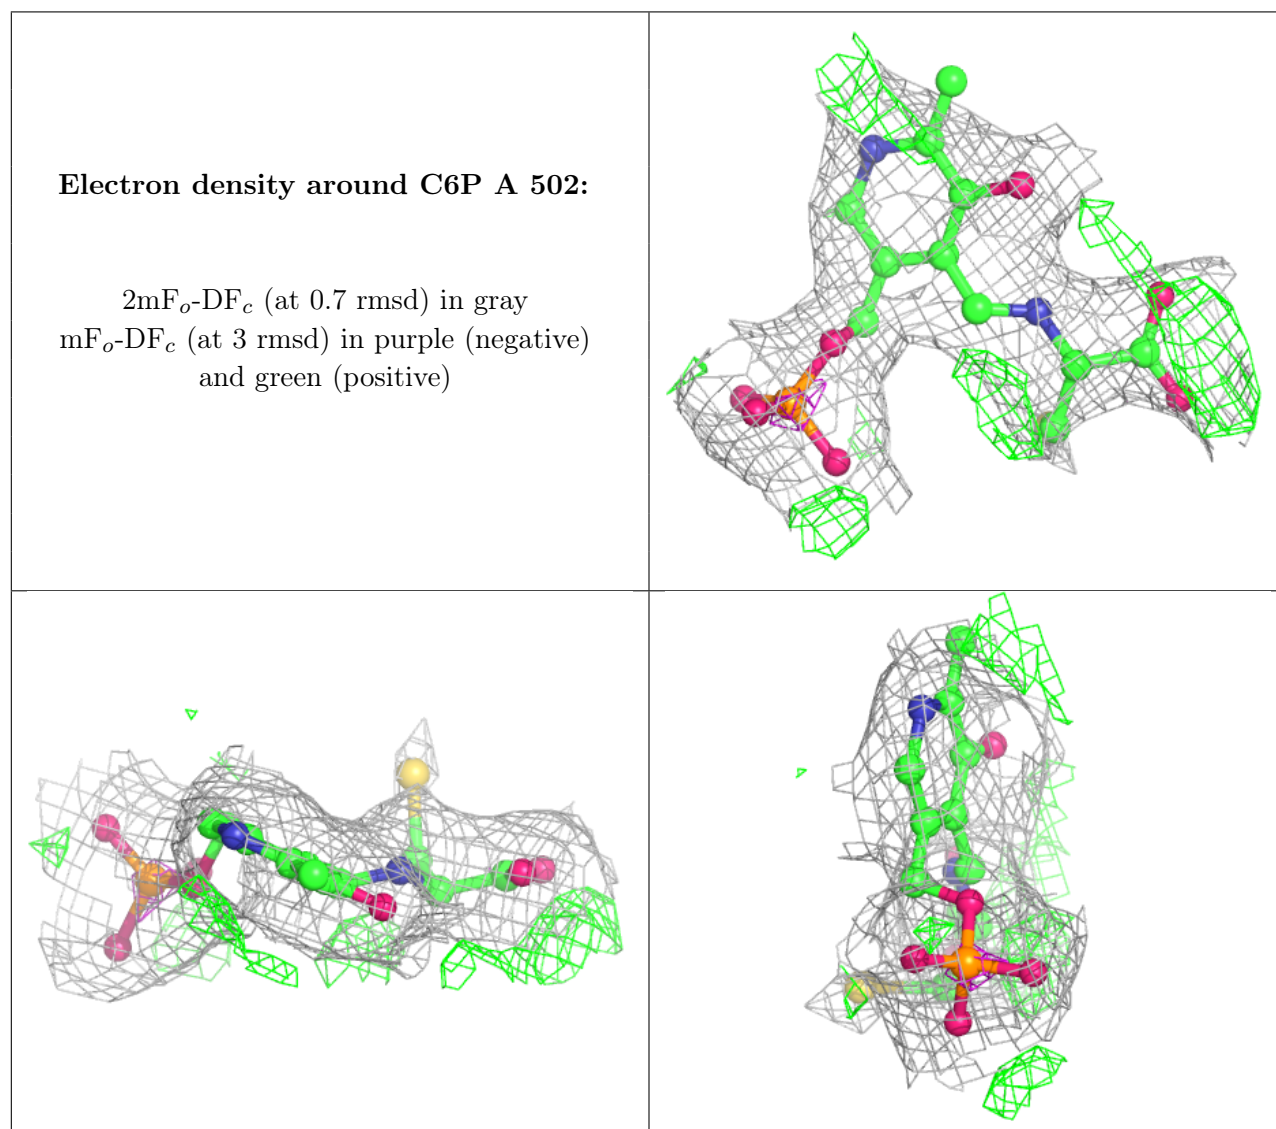 Electron density around C6P A 502:
2mFo-DFc (at 0.7 rmsd) in gray
mFo-DFc (at 3 rmsd) in purple (negative)
and green (positive)